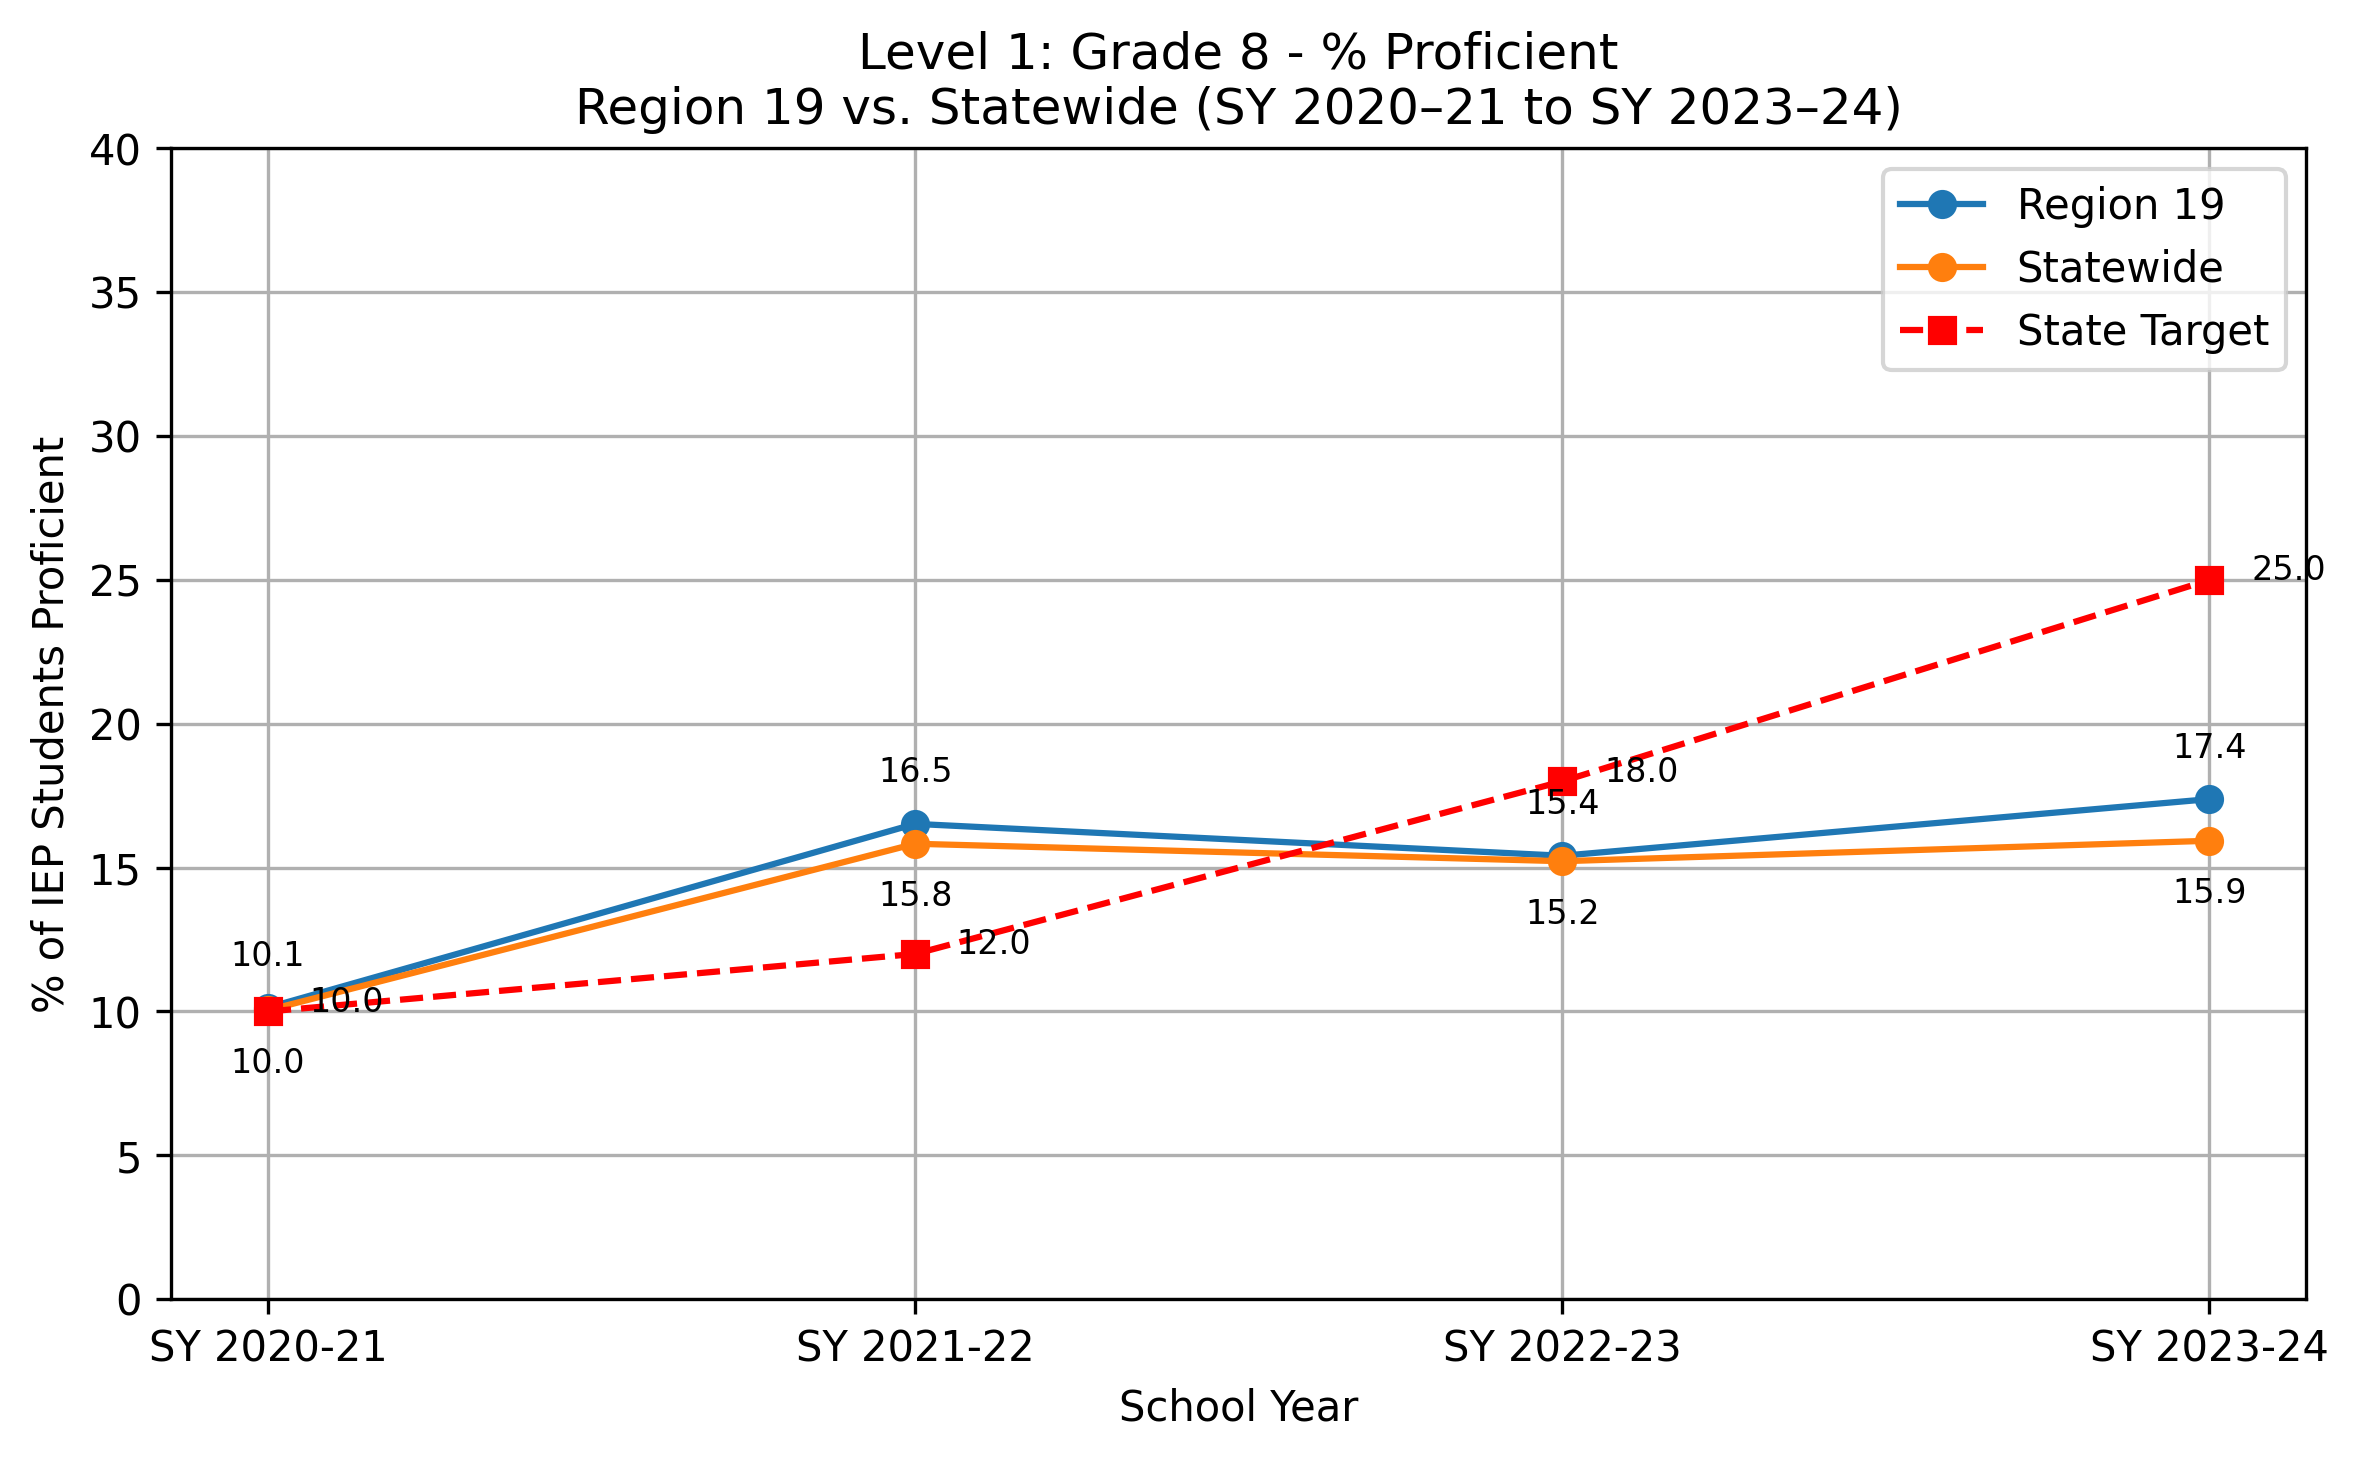 Level 1: Grade 8 - % Proficient
Region 19 vs. Statewide (SY 2020–21 to SY 2023–24)
% of IEP Students Proficient
40
35
30
25
20
15
10
5
0
Region 19
Statewide
State Target
10.1
10.0
10.0
16.5
15.8
12.0
18.0
15.4
15.2
25.0
17.4
15.9
SY 2020-21 SY 2021-22 SY 2022-23 SY 2023-24
School Year